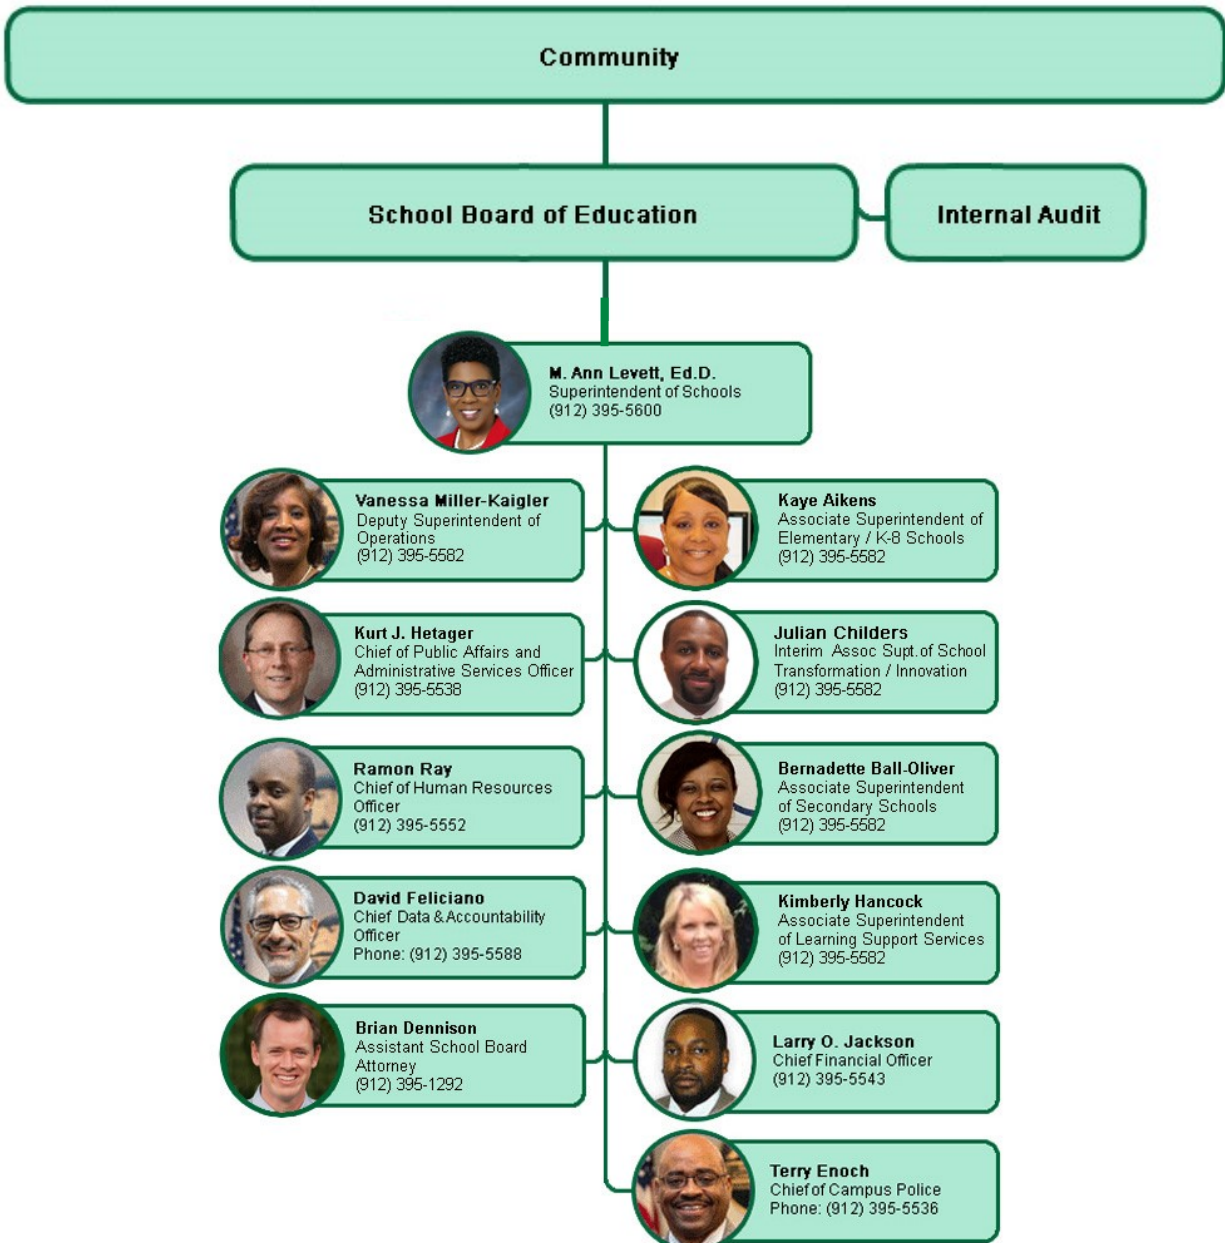 Community
School Board of Education
Internal Audit
M. Ann Levett, Ed.D.
Superintendent of Schools
(912) 395-5600
Vanessa Miller-Kaigler
Deputy Superintendent of
Operations
(912) 395-5582
Kaye Aikens
Associate Superintendent of
Elementary / K-8 Schools
(912) 395-5582
Kurt J. Hetager
Chief of Public Affairs and
Administrative Services Officer
(912) 395-5538
Julian Childers
Interim Assoc Supt. of School
Transformation / Innovation
(912) 395-5582
Ramon Ray
Chief of Human Resources
Officer
(912) 395-5552
Bernadette Ball-Oliver
Associate Superintendent
of Secondary Schools
(912) 395-5582
David Feliciano
Chief Data & Accountability
Officer
Phone: (912) 395-5588
Kimberly Hancock
Associate Superintendent
of Learning Support Services
(912) 395-5582
Brian Dennison
Assistant School Board
Attorney
(912) 395-1292
Larry O. Jackson
Chief Financial Officer
(912) 395-5543
Terry Enoch
Chief of Campus Police
Phone: (912) 395-5536